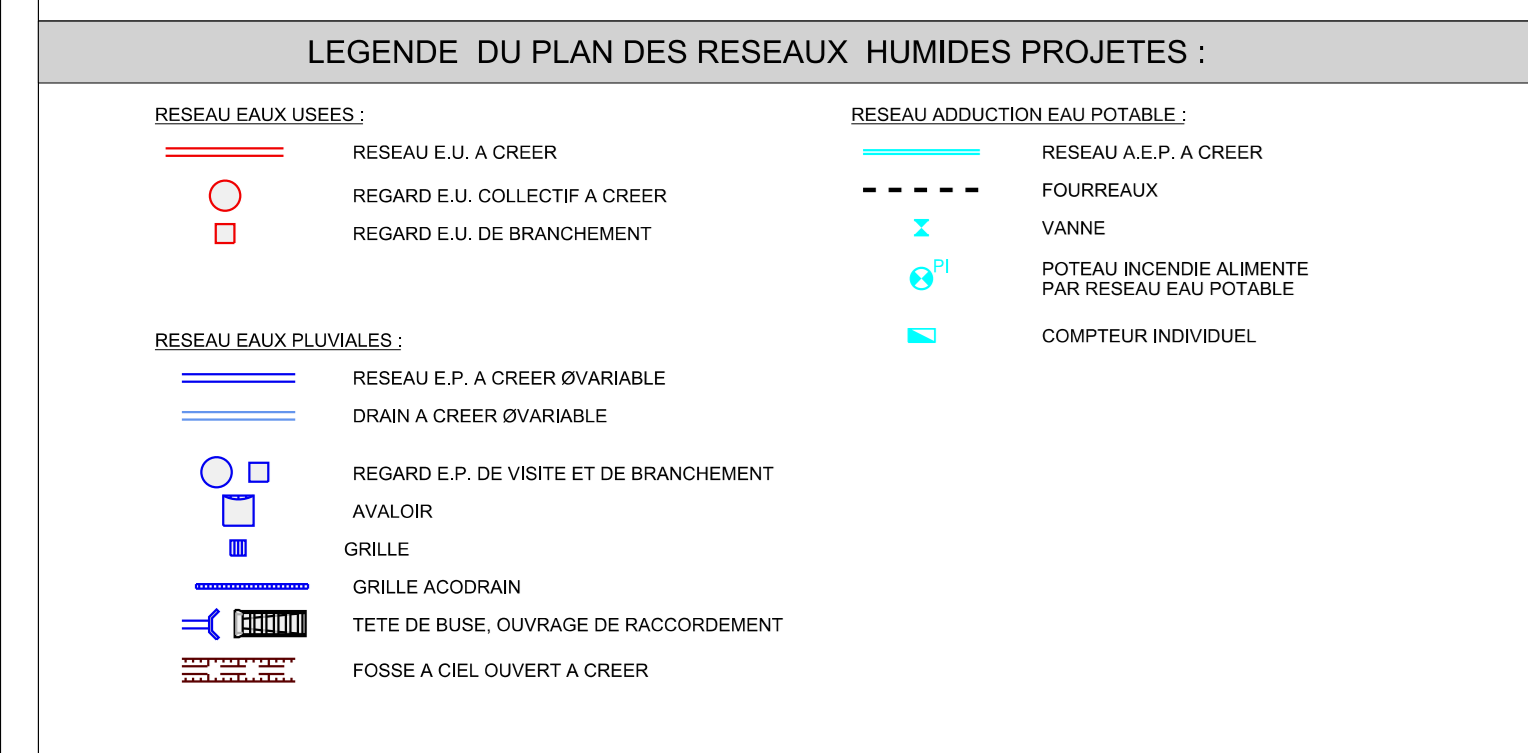 LEGENDE DU PLAN DES RESEAUX HUMIDES PROJETES :
RESEAU EAUX USEES :
RESEAU E.U. A CREER
REGARD E.U. COLLECTIF A CREER
REGARD E.U. DE BRANCHEMENT
RESEAU EAUX PLUVIALES :
RESEAU E.P. A CREER ØVARIABLE
DRAIN A CREER ØVARIABLE
REGARD E.P. DE VISITE ET DE BRANCHEMENT
AVALOIR
GRILLE
GRILLE ACODRAIN
TETE DE BUSE, OUVRAGE DE RACCORDEMENT
FOSSE A CIEL OUVERT A CREER
RESEAU ADDUCTION EAU POTABLE :
RESEAU A.E.P. A CREER
FOURREAUX
VANNE
PI
POTEAU INCENDIE ALIMENTE
PAR RESEAU EAU POTABLE
COMPTEUR INDIVIDUEL